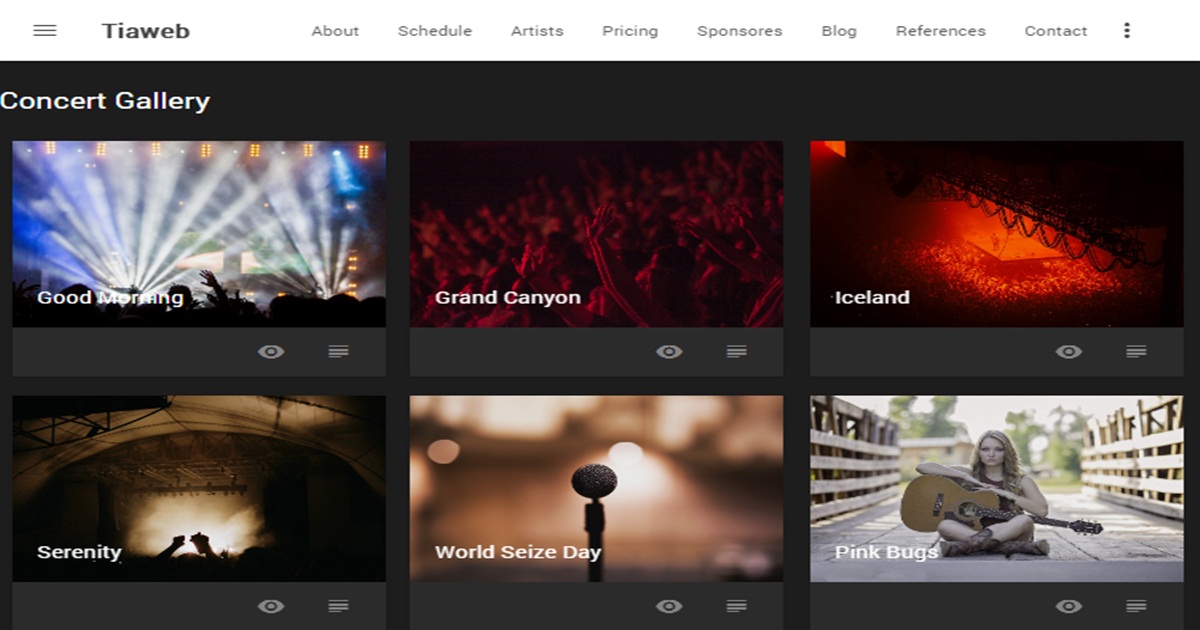 Tiaweb About Schedule Artists Pricing Sponsores Blog References Contact
Concert Gallery
Good Morning Grand Canyon Iceland
Serenity World Seize Day Pink Bugs